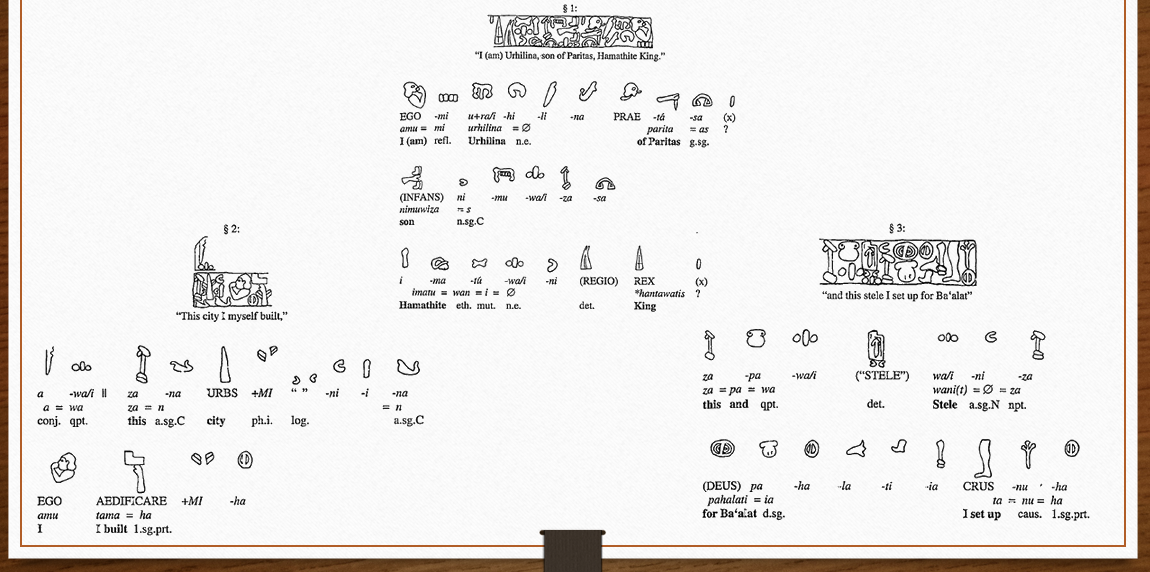 § 1:
"I (am) Urhilina, son of Paritas, Hamathite King."
EGO -mi u+ra/i -hi -li -na PRAE -tá -sa (x)
amu = mi urhilina = Ø parita = as ?
I (am) refl. Urhilina n.e. of Paritas g.sg.
(INFANS) ni -mu -wa/i -za -sa
nimuwiza = s
son n.sg.C
i -ma -tú -wa/i -ni (REGIO) REX (x)
imatu = wan = i = Ø *hantawatis ?
Hamathite eth. mut. n.e. det. King
§ 2:
"This city I myself built,"
a -wa/i || za -na URBS +MI “ ” -ni -i -na
a = wa za = n = n
conj. qpt. this a.sg.C city ph.i. log. a.sg.C
EGO AEDIFICARE +MI -ha
amu tama = ha
I I built 1.sg.prt.
§ 3:
"and this stele I set up for Ba‘alat"
za -pa -wa/i (“STELE”) wa/i -ni -za
za = pa = wa wani(t) = Ø = za
this and qpt. det. Stele a.sg.N npt.
(DEUS) pa -ha -la -ti -ia CRUS -nu -ha
pahalati = ia ta = nu = ha
for Ba‘alat d.sg. I set up caus. 1.sg.prt.